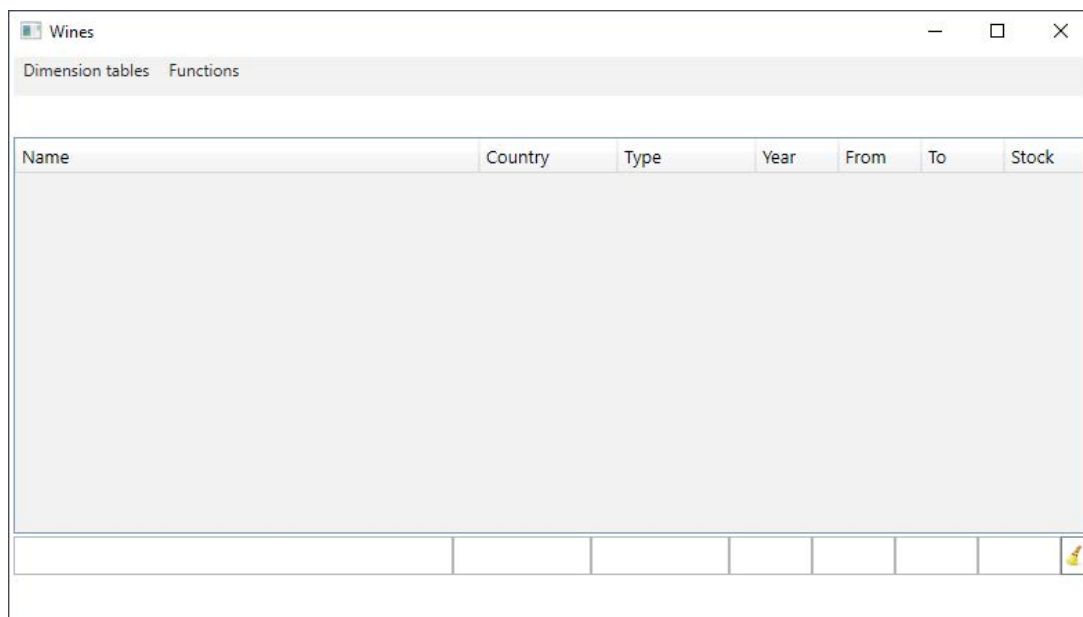 Wines
Dimension tables Functions
Name Country Type Year From To Stock